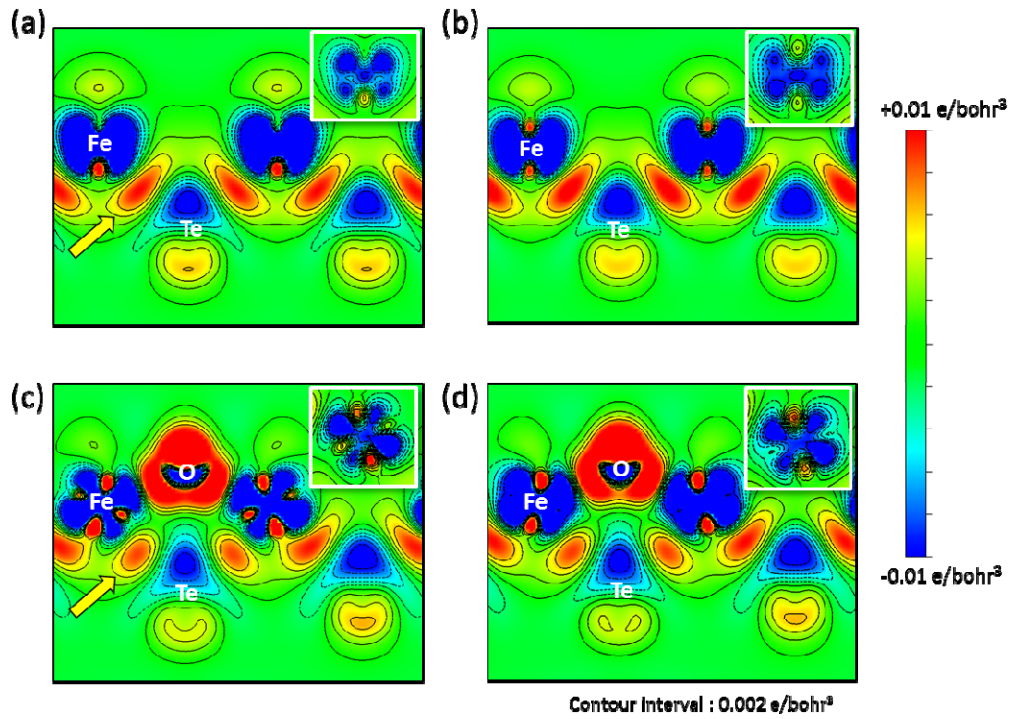 (a)
(b)
Fe
Te
Fe
Te
+0.01 e/bohr³
(c)
(d)
O
Fe
Te
O
Fe
Te
-0.01 e/bohr³
Contour interval : 0.002 e/bohr³